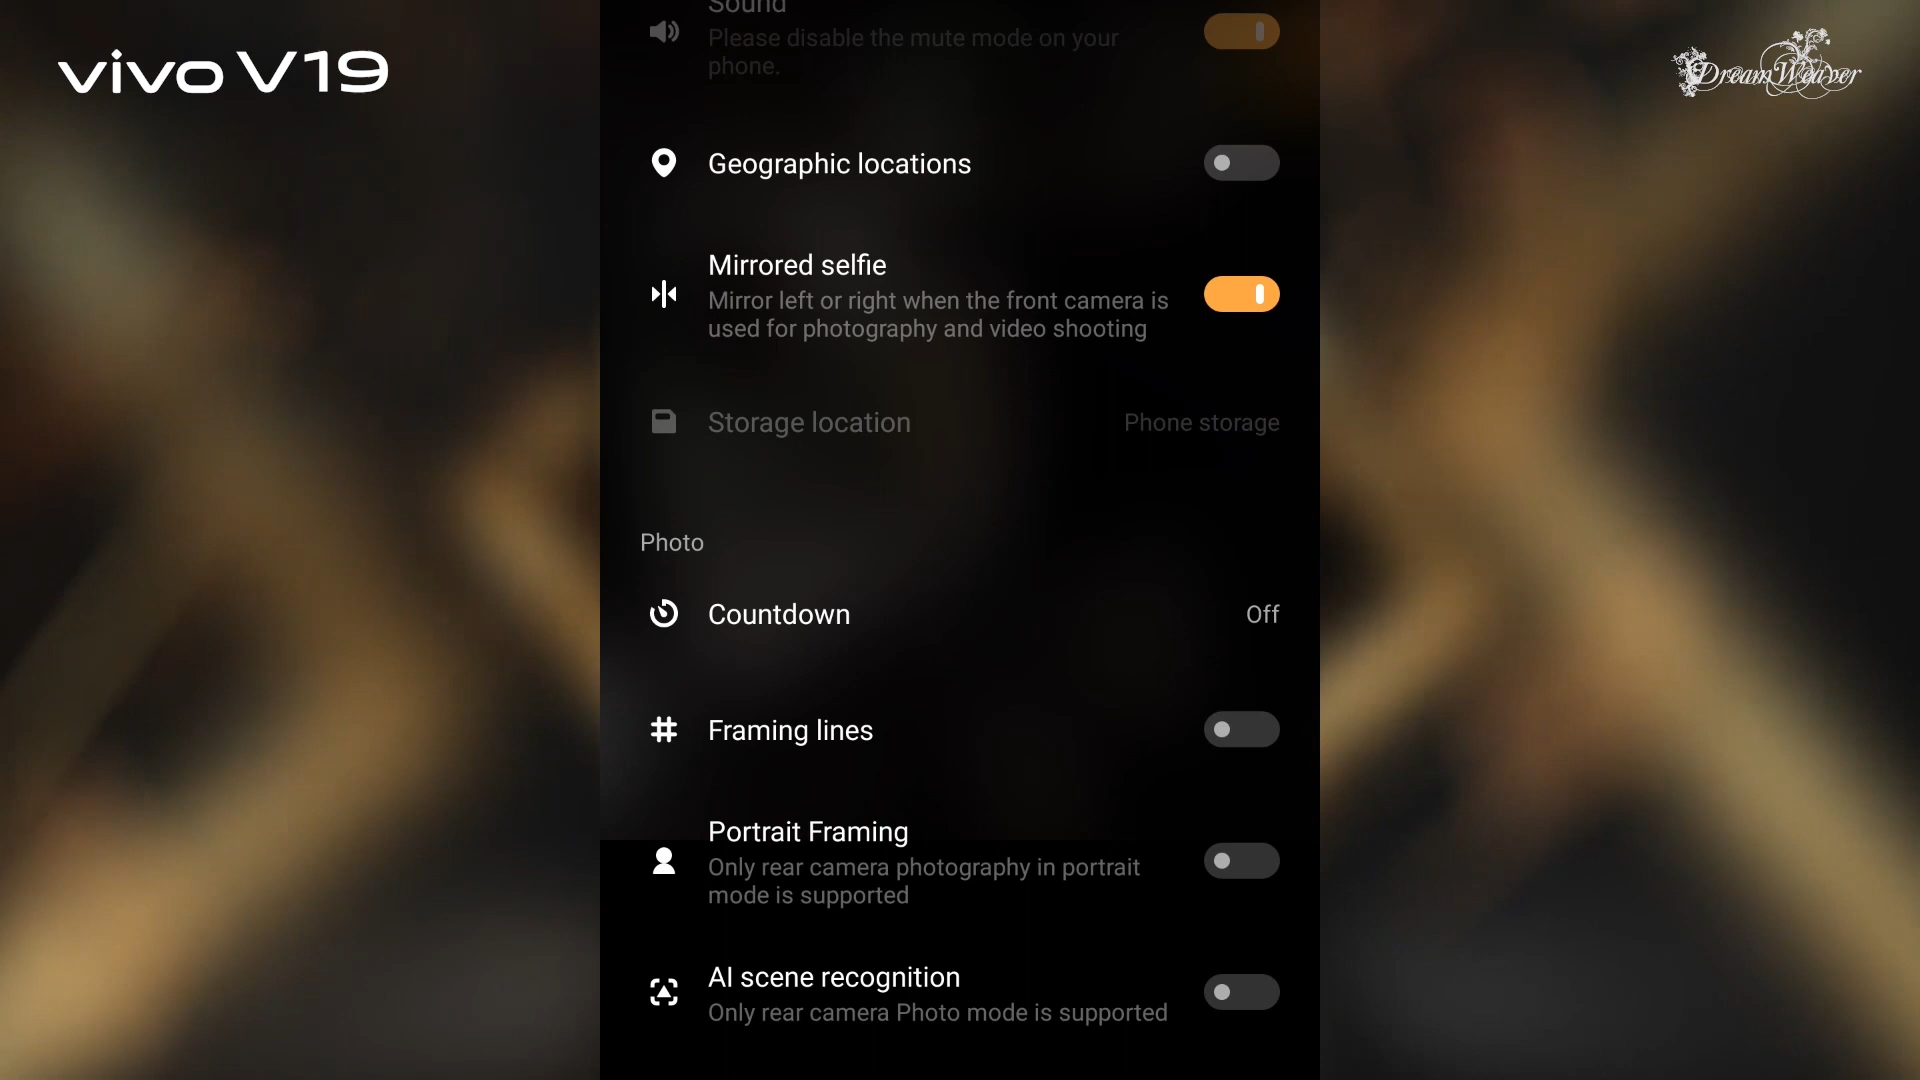 vivo V19
DreamWeaver
Sound
Please disable the mute mode on your
phone.
Geographic locations
Mirrored selfie
Mirror left or right when the front camera is
used for photography and video shooting
Storage location
Phone storage
Photo
Countdown
Off
Framing lines
Portrait Framing
Only rear camera photography in portrait
mode is supported
AI scene recognition
Only rear camera Photo mode is supported